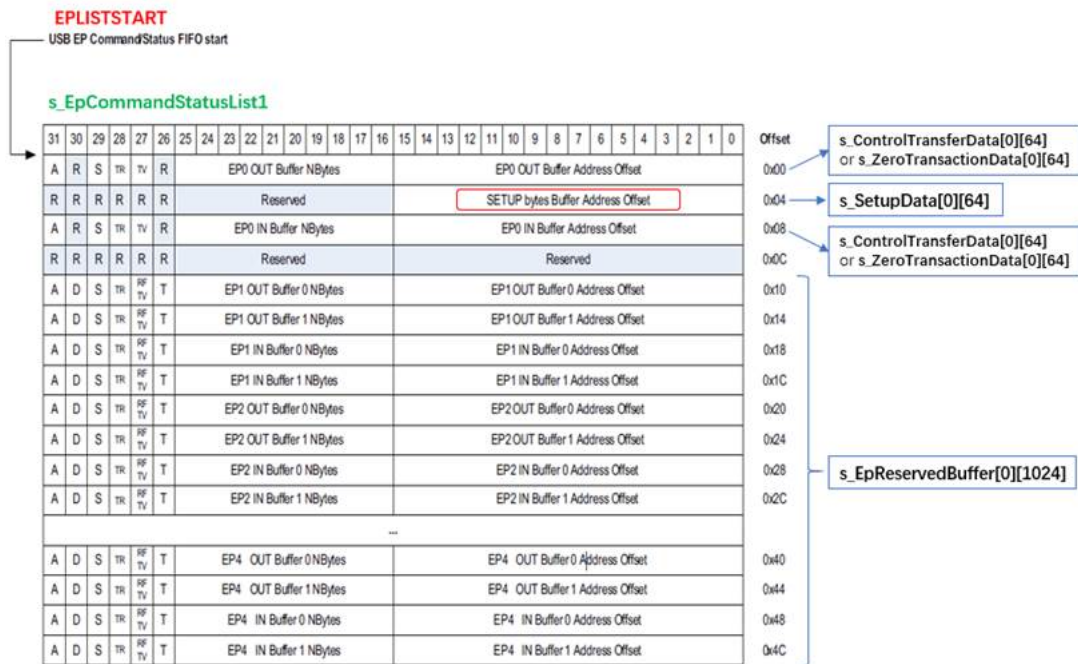 EPLISTSTART
USB EP Command/Status FIFO start
s_EpCommandStatusList1
31 30 29 28 27 26 25 24 23 22 21 20 19 18 17 16 15 14 13 12 11 10 9 8 7 6 5 4 3 2 1 0 Offset
A R S TR TV R EP0 OUT Buffer NBytes EP0 OUT Buffer Address Offset 0x00
s_ControlTransferData[0][64]
or s_ZeroTransactionData[0][64]
R R R R R R Reserved SETUP bytes Buffer Address Offset 0x04
s_SetupData[0][64]
A R S TR TV R EP0 IN Buffer NBytes EP0 IN Buffer Address Offset 0x08
s_ControlTransferData[0][64]
or s_ZeroTransactionData[0][64]
R R R R R R Reserved Reserved 0x0C
A D S TR RF TV T EP1 OUT Buffer 0 NBytes EP1 OUT Buffer 0 Address Offset 0x10
A D S TR RF TV T EP1 OUT Buffer 1 NBytes EP1 OUT Buffer 1 Address Offset 0x14
A D S TR RF TV T EP1 IN Buffer 0 NBytes EP1 IN Buffer 0 Address Offset 0x18
A D S TR RF TV T EP1 IN Buffer 1 NBytes EP1 IN Buffer 1 Address Offset 0x1C
A D S TR RF TV T EP2 OUT Buffer 0 NBytes EP2 OUT Buffer 0 Address Offset 0x20
A D S TR RF TV T EP2 OUT Buffer 1 NBytes EP2 OUT Buffer 1 Address Offset 0x24
A D S TR RF TV T EP2 IN Buffer 0 NBytes EP2 IN Buffer 0 Address Offset 0x28
s_EpReservedBuffer[0][1024]
A D S TR RF TV T EP2 IN Buffer 1 NBytes EP2 IN Buffer 1 Address Offset 0x2C
...
A D S TR RF TV T EP4 OUT Buffer 0 NBytes EP4 OUT Buffer 0 Address Offset 0x40
A D S TR RF TV T EP4 OUT Buffer 1 NBytes EP4 OUT Buffer 1 Address Offset 0x44
A D S TR RF TV T EP4 IN Buffer 0 NBytes EP4 IN Buffer 0 Address Offset 0x48
A D S TR RF TV T EP4 IN Buffer 1 NBytes EP4 IN Buffer 1 Address Offset 0x4C